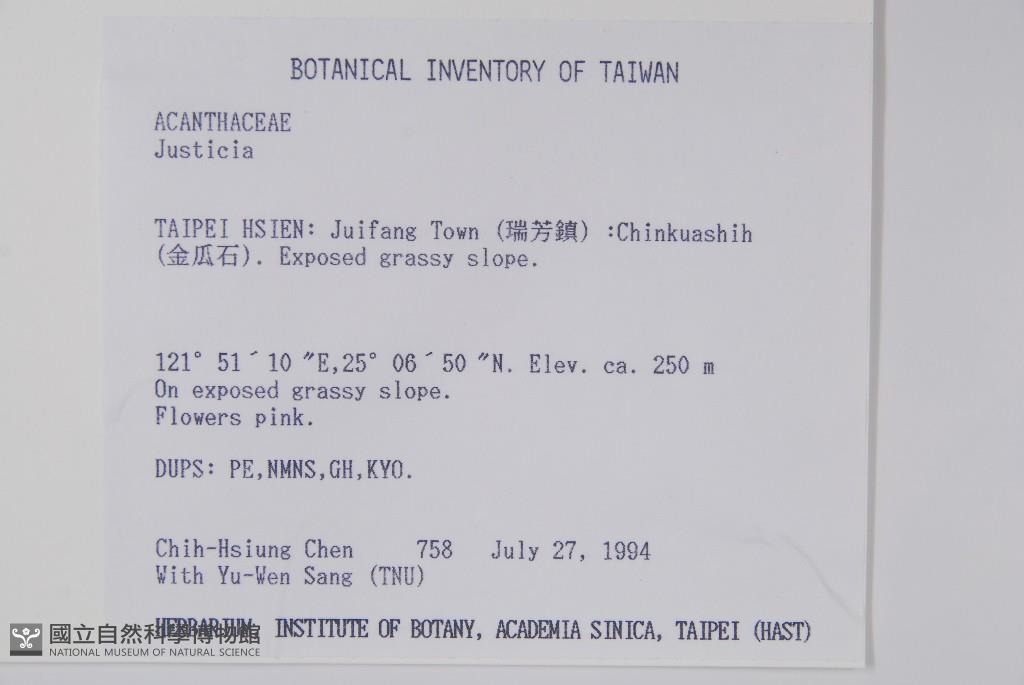 BOTANICAL INVENTORY OF TAIWAN
ACANTHACEAE
Justicia
TAIPEI HSIEN: Juifang Town (瑞芳鎮) :Chinkuashih
(金瓜石). Exposed grassy slope.
121° 51´10 ″E,25° 06´50 ″N. Elev. ca. 250 m
On exposed grassy slope.
Flowers pink.
DUPS: PE,NMNS,GH,KYO.
Chih-Hsiung Chen 758 July 27, 1994
With Yu-Wen Sang (TNU)
HERBARIUM, INSTITUTE OF BOTANY, ACADEMIA SINICA, TAIPEI (HAST)
國立自然科學博物館
NATIONAL MUSEUM OF NATURAL SCIENCE